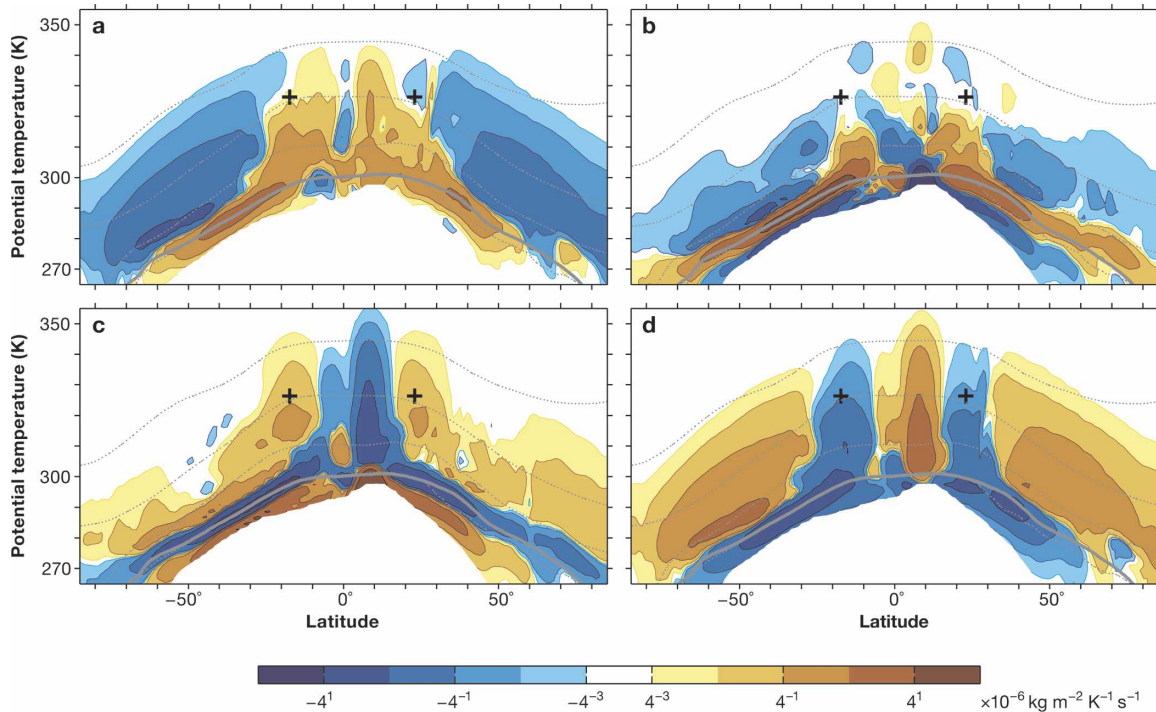 a
b
Potential temperature (K)
350
300
270
c
d
Potential temperature (K)
350
300
270
−50° 0° 50°
−50° 0° 50°
Latitude
Latitude
−4¹ −4⁻¹ −4⁻³ 4⁻³ 4⁻¹ 4¹ ×10⁻⁶ kg m⁻² K⁻¹ s⁻¹